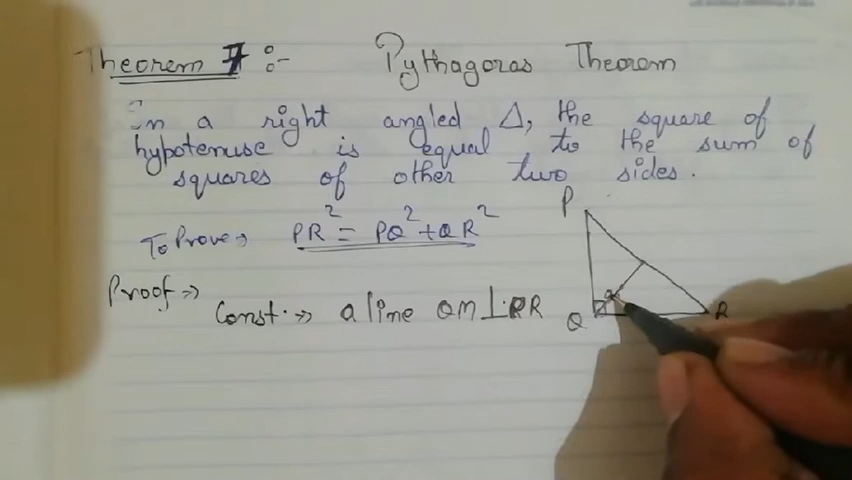 Theorem 7 :- Pythagoras Theorem
In a right angled Δ, the square of
hypotenuse is equal to the sum of
squares of other two sides.
To Prove → PR² = PQ² + QR²
Proof ⇒
Const. ⇒ a line QM ⊥ PR
P
Q
R